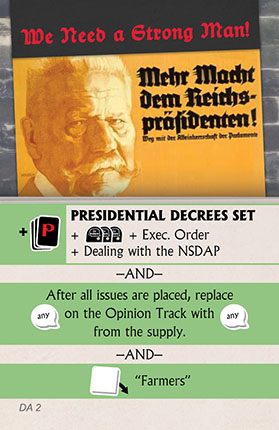 We Need a Strong Man!
Mehr Macht
dem Reichs-
präsidenten!
Weg mit der Alleinherrschaft der Parlamente
+ P PRESIDENTIAL DECREES SET
+ + Exec. Order
+ Dealing with the NSDAP
–AND–
After all issues are placed, replace
any on the Opinion Track with any
from the supply.
–AND–
“Farmers”
DA 2